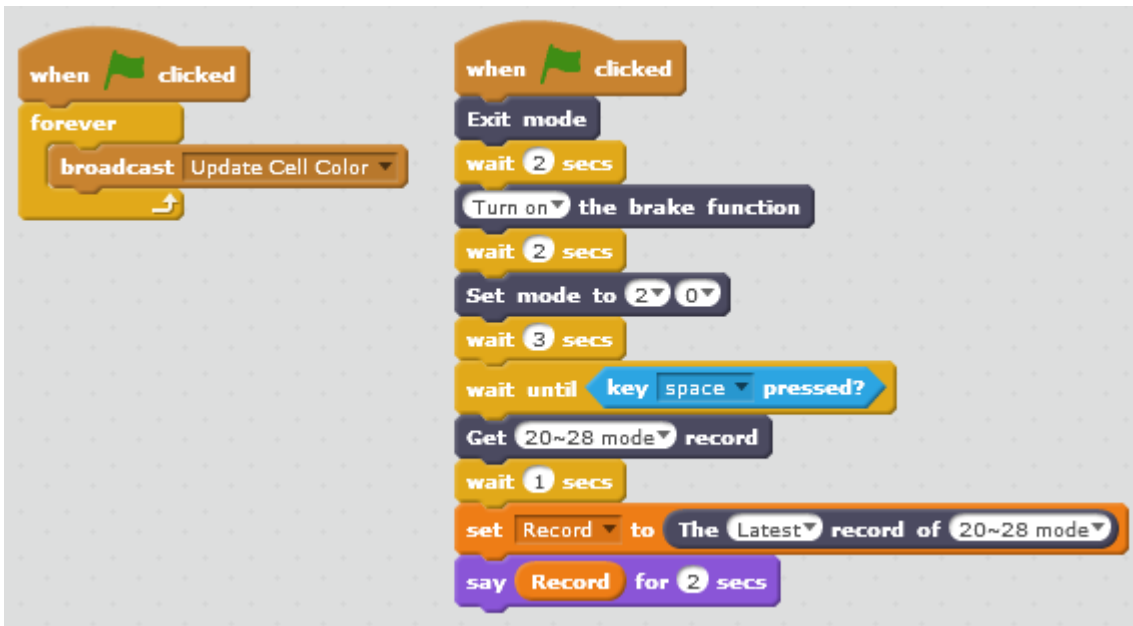 when clicked
forever
broadcast Update Cell Color
when clicked
Exit mode
wait 2 secs
Turn on the brake function
wait 2 secs
Set mode to 2 0
wait 3 secs
wait until key space pressed?
Get 20~28 mode record
wait 1 secs
set Record to The Latest record of 20~28 mode
say Record for 2 secs